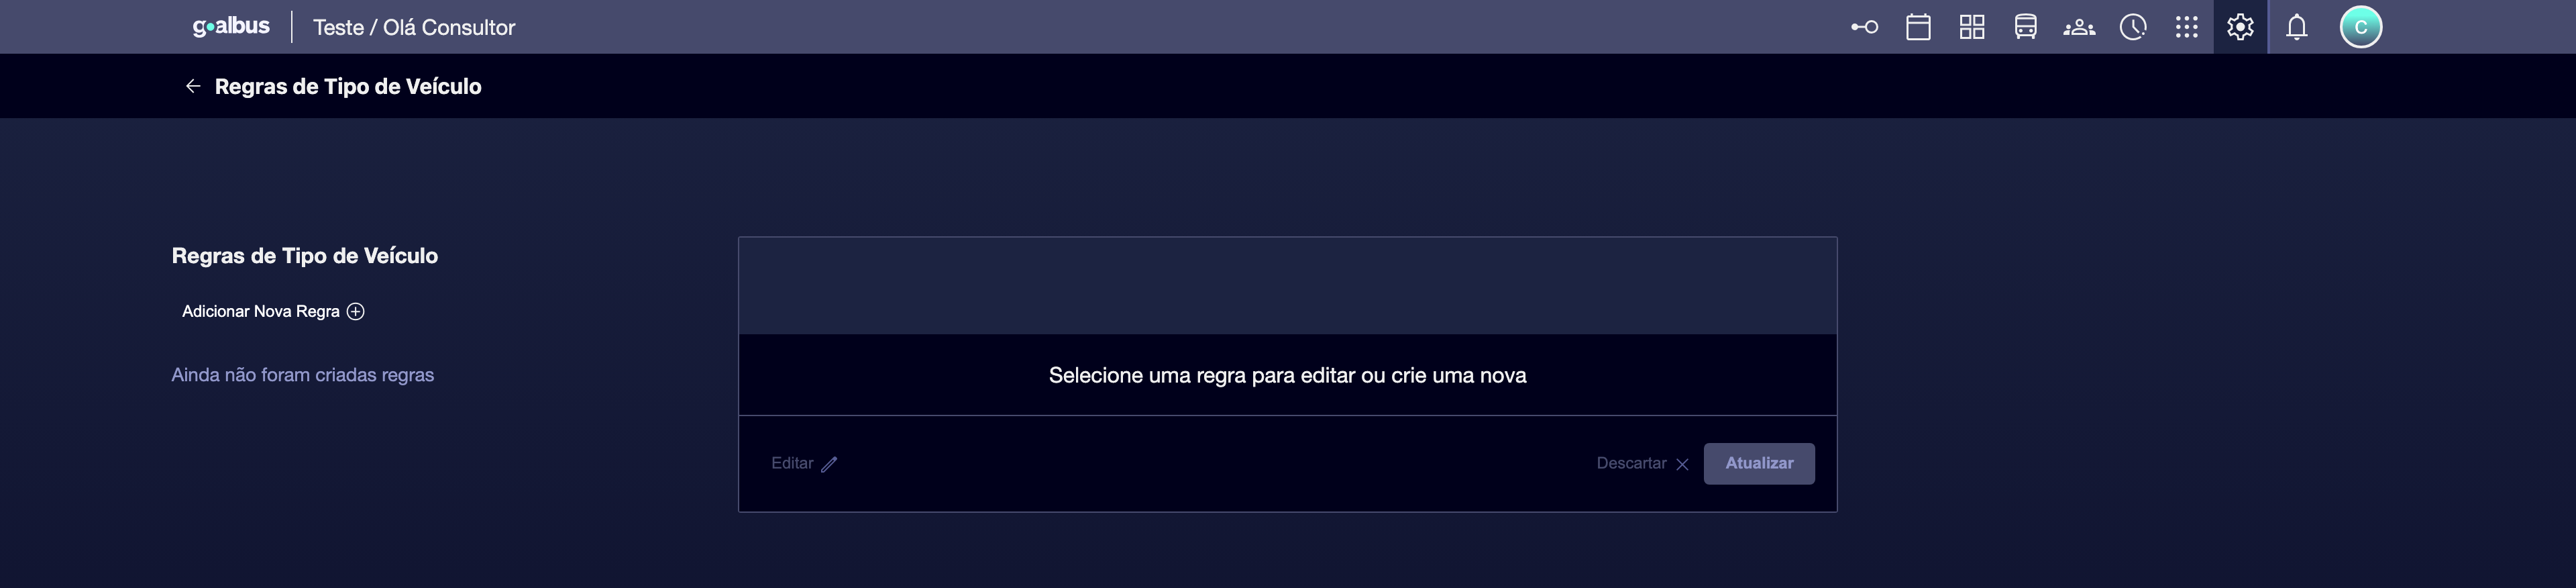 goalbus
Teste / Olá Consultor
C
Regras de Tipo de Veículo
Regras de Tipo de Veículo
Adicionar Nova Regra
Ainda não foram criadas regras
Selecione uma regra para editar ou crie uma nova
Editar
Descartar
Atualizar